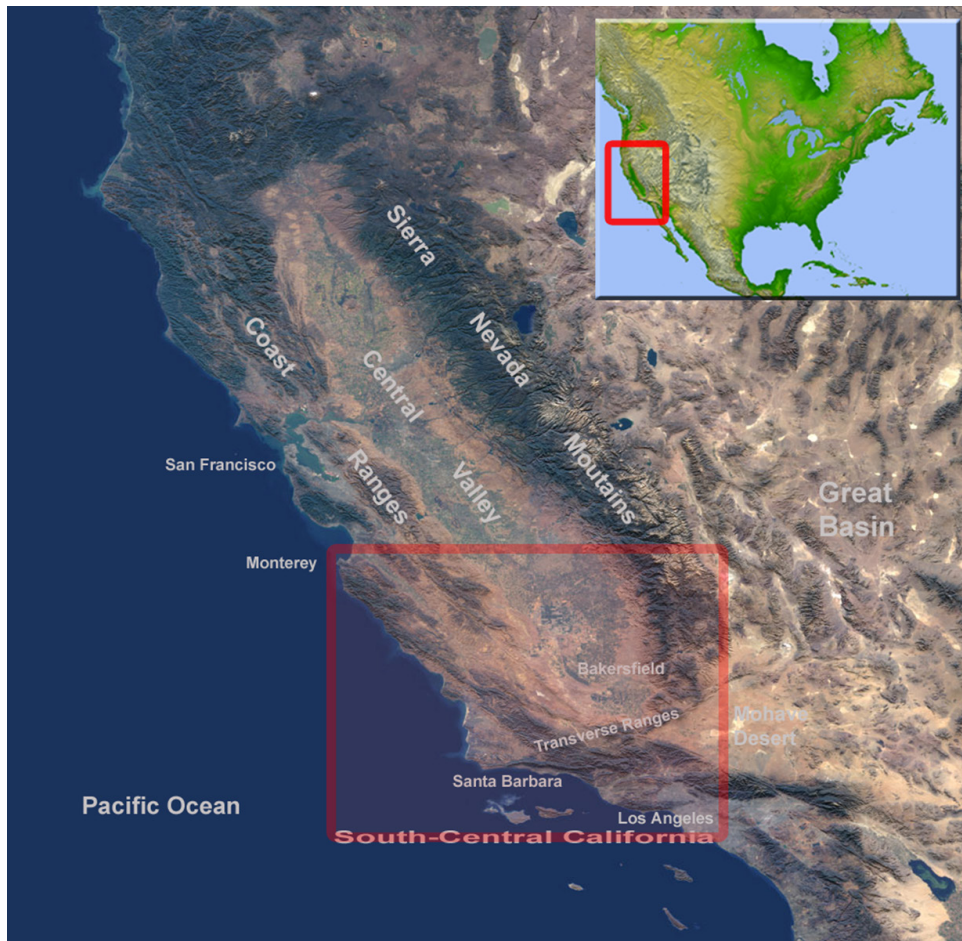 Sierra
Nevada
Moutains
Coast
Ranges
Central
Valley
San Francisco
Great
Basin
Monterey
Bakersfield
Mohave
Desert
Transverse Ranges
Santa Barbara
Pacific Ocean
Los Angeles
South-Central California